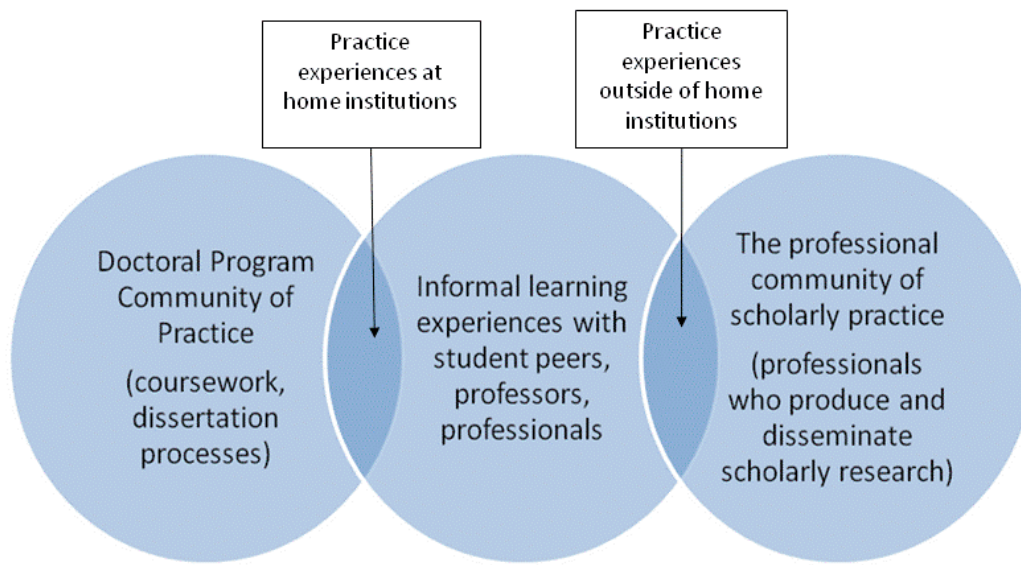 Practice
experiences at
home institutions
Practice
experiences
outside of home
institutions
Doctoral Program
Community of
Practice
(coursework,
dissertation
processes)
Informal learning
experiences with
student peers,
professors,
professionals
The professional
community of
scholarly practice
(professionals
who produce and
disseminate
scholarly research)